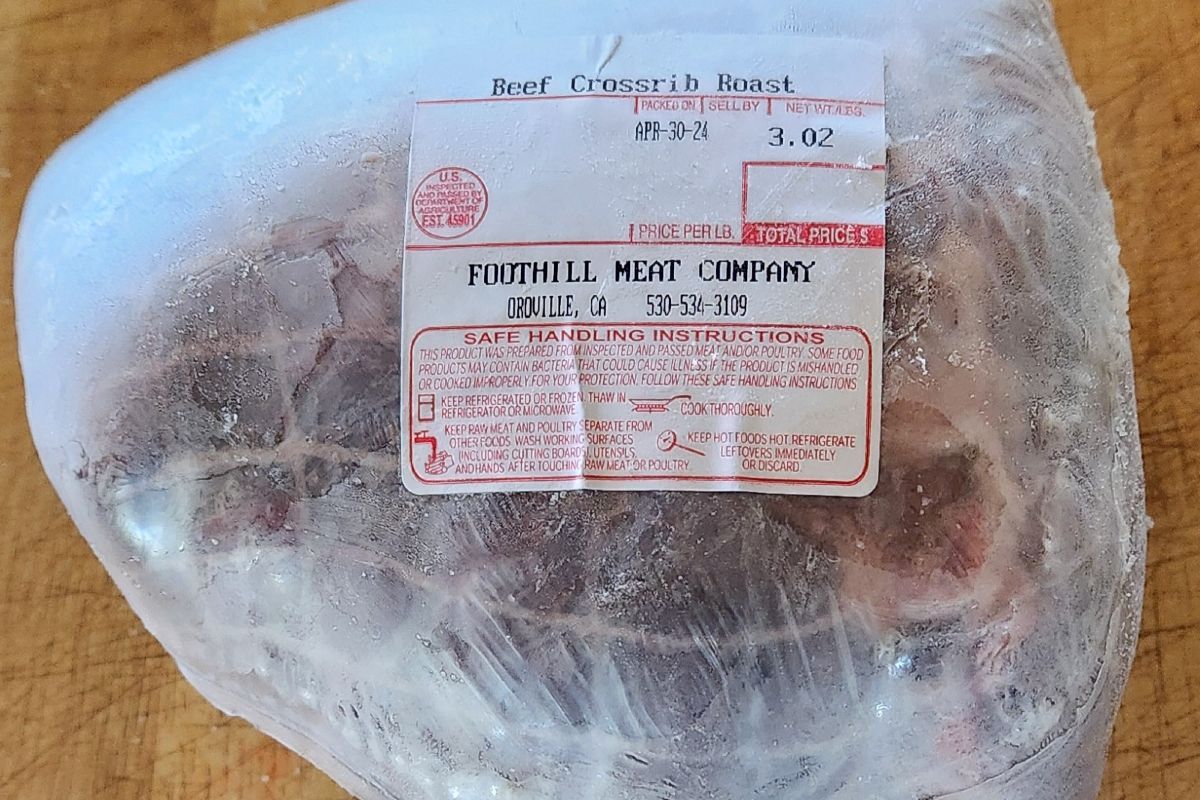 Beef Crossrib Roast
PACKED ON SELL BY NET WT./LBS.
APR-30-24 3.02
U.S.
INSPECTED
AND PASSED BY
DEPARTMENT OF
AGRICULTURE
EST. 45901
PRICE PER LB. TOTAL PRICE $
FOOTHILL MEAT COMPANY
OROVILLE, CA 530-534-3109
SAFE HANDLING INSTRUCTIONS
THIS PRODUCT WAS PREPARED FROM INSPECTED AND PASSED MEAT AND/OR POULTRY. SOME FOOD
PRODUCTS MAY CONTAIN BACTERIA THAT COULD CAUSE ILLNESS IF THE PRODUCT IS MISHANDLED
OR COOKED IMPROPERLY. FOR YOUR PROTECTION, FOLLOW THESE SAFE HANDLING INSTRUCTIONS
KEEP REFRIGERATED OR FROZEN. THAW IN
REFRIGERATOR OR MICROWAVE.
COOK THOROUGHLY.
KEEP RAW MEAT AND POULTRY SEPARATE FROM
OTHER FOODS. WASH WORKING SURFACES
(INCLUDING CUTTING BOARDS), UTENSILS,
AND HANDS AFTER TOUCHING RAW MEAT OR POULTRY.
KEEP HOT FOODS HOT. REFRIGERATE
LEFTOVERS IMMEDIATELY
OR DISCARD.